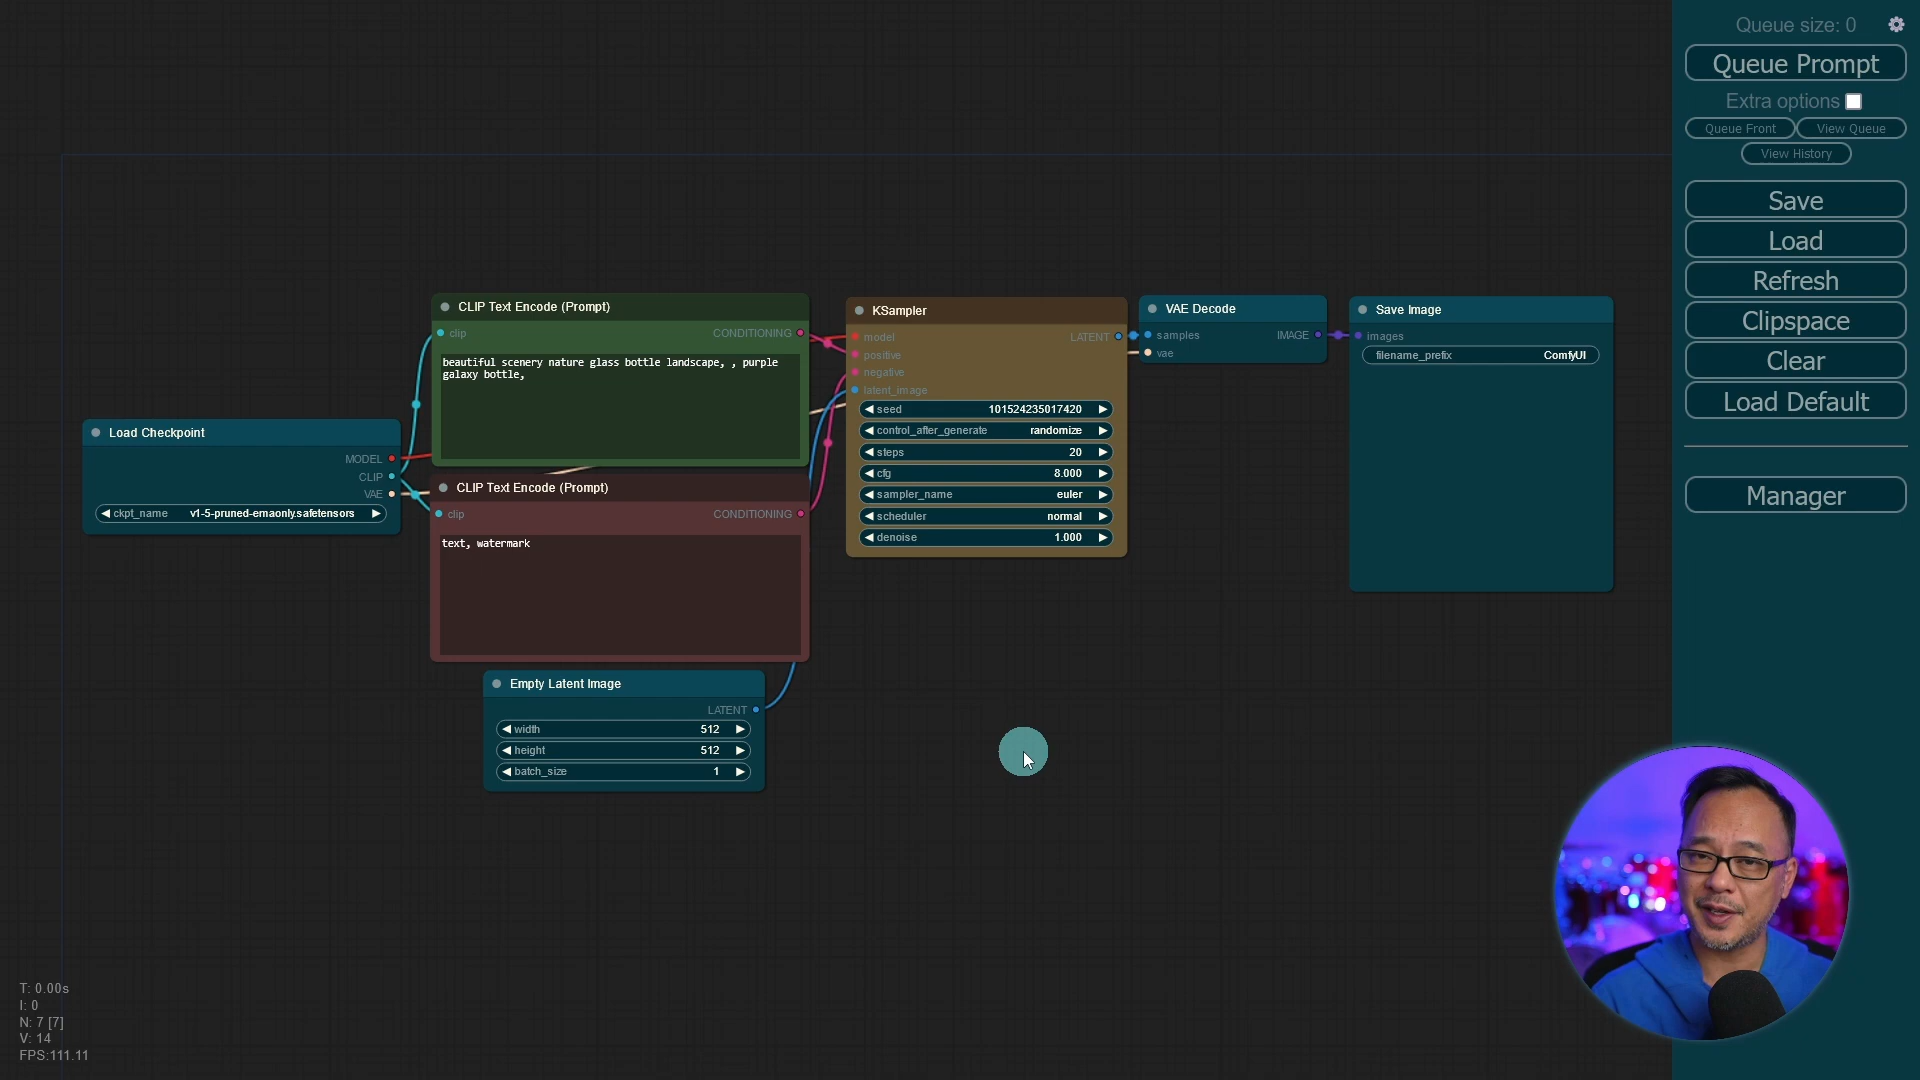 Queue size: 0
Queue Prompt
Extra options
Queue Front
View Queue
View History
Save
Load
Refresh
Clipspace
Clear
Load Default
Manager
Load Checkpoint
MODEL
CLIP
VAE
ckpt_name v1-5-pruned-emaonly.safetensors
CLIP Text Encode (Prompt)
clip CONDITIONING
beautiful scenery nature glass bottle landscape, , purple
galaxy bottle,
CLIP Text Encode (Prompt)
clip CONDITIONING
text, watermark
Empty Latent Image
LATENT
width 512
height 512
batch_size 1
KSampler
model LATENT
positive
negative
latent_image
seed 101524235017420
control_after_generate randomize
steps 20
cfg 8.000
sampler_name euler
scheduler normal
denoise 1.000
VAE Decode
samples IMAGE
vae
Save Image
images
filename_prefix ComfyUI
T: 0.00s
I: 0
N: 7 [7]
V: 14
FPS:111.11